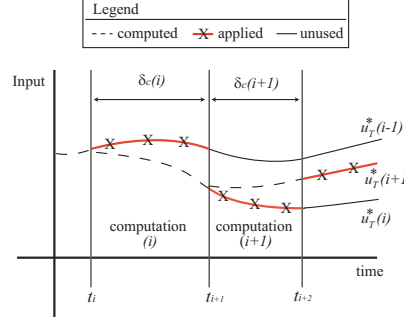 Legend
computed X applied unused
Input
δc(i) δc(i+1)
u*T(i-1)
X X X X X
u*T(i+1
X X X
u*T(i)
computation computation
(i) (i+1)
time
ti ti+1 ti+2